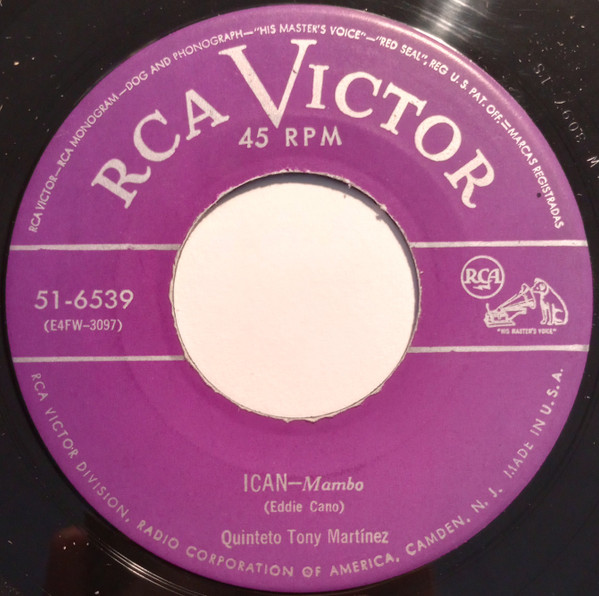 RCA VICTOR—RCA MONOGRAM—DOG AND PHONOGRAPH—"HIS MASTER'S VOICE"—"RED SEAL", REG U.S. PAT. OFF.—MARCAS REGISTRADAS
RCA VICTOR
45 RPM
51-6539
(E4FW-3097)
RCA
"HIS MASTER'S VOICE"
ICAN—Mambo
(Eddie Cano)
Quinteto Tony Martínez
RCA VICTOR DIVISION, RADIO CORPORATION OF AMERICA, CAMDEN, N. J. MADE IN U.S.A.